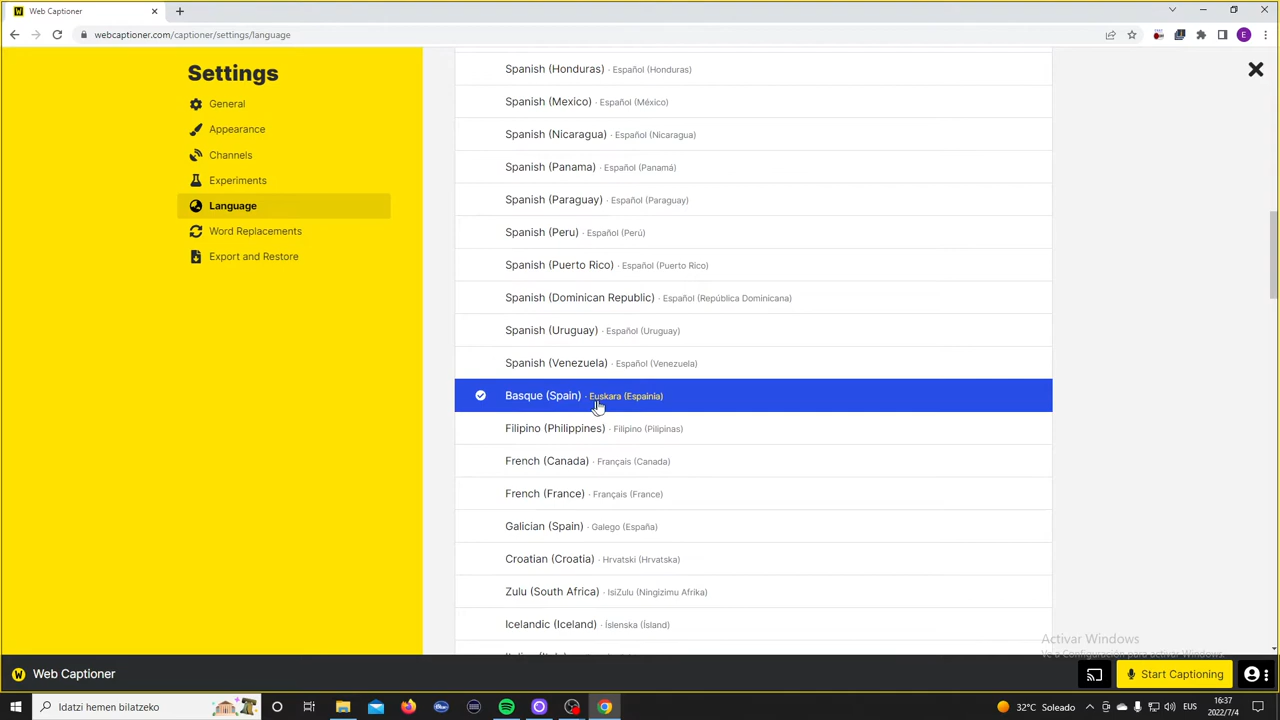 Web Captioner
webcaptioner.com/captioner/settings/language
E
Settings
General
Appearance
Channels
Experiments
Language
Word Replacements
Export and Restore
Spanish (Honduras) · Español (Honduras)
Spanish (Mexico) · Español (México)
Spanish (Nicaragua) · Español (Nicaragua)
Spanish (Panama) · Español (Panamá)
Spanish (Paraguay) · Español (Paraguay)
Spanish (Peru) · Español (Perú)
Spanish (Puerto Rico) · Español (Puerto Rico)
Spanish (Dominican Republic) · Español (República Dominicana)
Spanish (Uruguay) · Español (Uruguay)
Spanish (Venezuela) · Español (Venezuela)
Basque (Spain) · Euskara (Espainia)
Filipino (Philippines) · Filipino (Pilipinas)
French (Canada) · Français (Canada)
French (France) · Français (France)
Galician (Spain) · Galego (España)
Croatian (Croatia) · Hrvatski (Hrvatska)
Zulu (South Africa) · IsiZulu (Ningizimu Afrika)
Icelandic (Iceland) · Íslenska (Ísland)
Activar Windows
Ve a Configuración para activar Windows.
W Web Captioner
Start Captioning
Idatzi hemen bilatzeko
32°C Soleado
EUS
16:37
2022/7/4